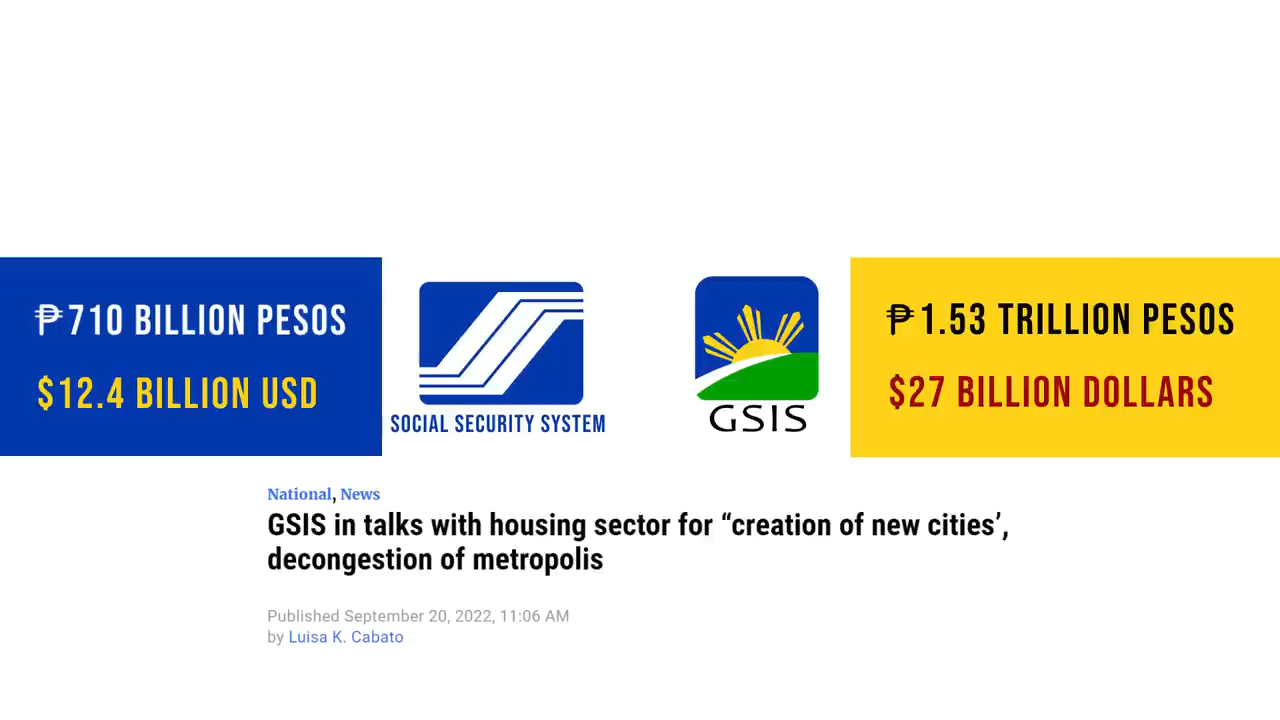 ₱710 BILLION PESOS
$12.4 BILLION USD
SOCIAL SECURITY SYSTEM
GSIS
₱1.53 TRILLION PESOS
$27 BILLION DOLLARS
National, News
GSIS in talks with housing sector for “creation of new cities’,
decongestion of metropolis
Published September 20, 2022, 11:06 AM
by Luisa K. Cabato